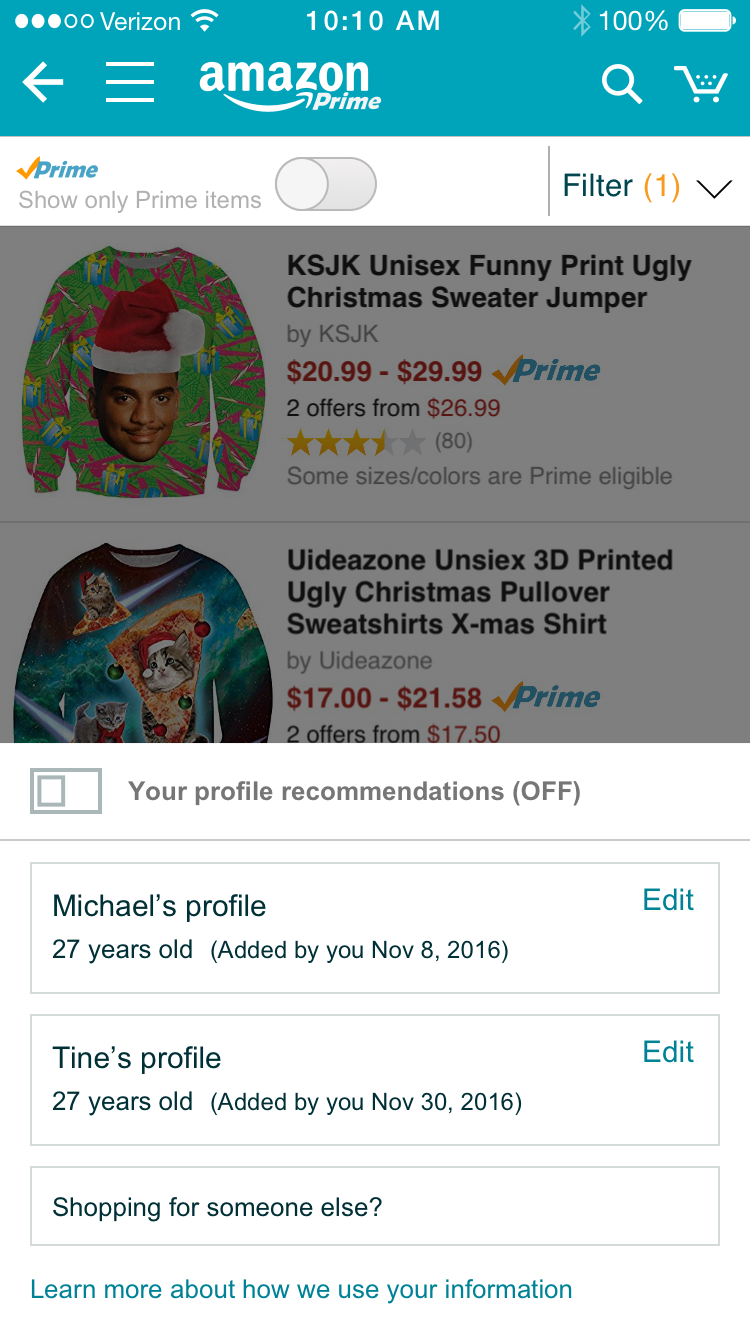 Verizon 10:10 AM 100%
amazon
Prime
Prime
Show only Prime items
Filter (1)
KSJK Unisex Funny Print Ugly
Christmas Sweater Jumper
by KSJK
$20.99 - $29.99 Prime
2 offers from $26.99
(80)
Some sizes/colors are Prime eligible
Uideazone Unsiex 3D Printed
Ugly Christmas Pullover
Sweatshirts X-mas Shirt
by Uideazone
$17.00 - $21.58 Prime
2 offers from $17.50
Your profile recommendations (OFF)
Michael’s profile Edit
27 years old (Added by you Nov 8, 2016)
Tine’s profile Edit
27 years old (Added by you Nov 30, 2016)
Shopping for someone else?
Learn more about how we use your information